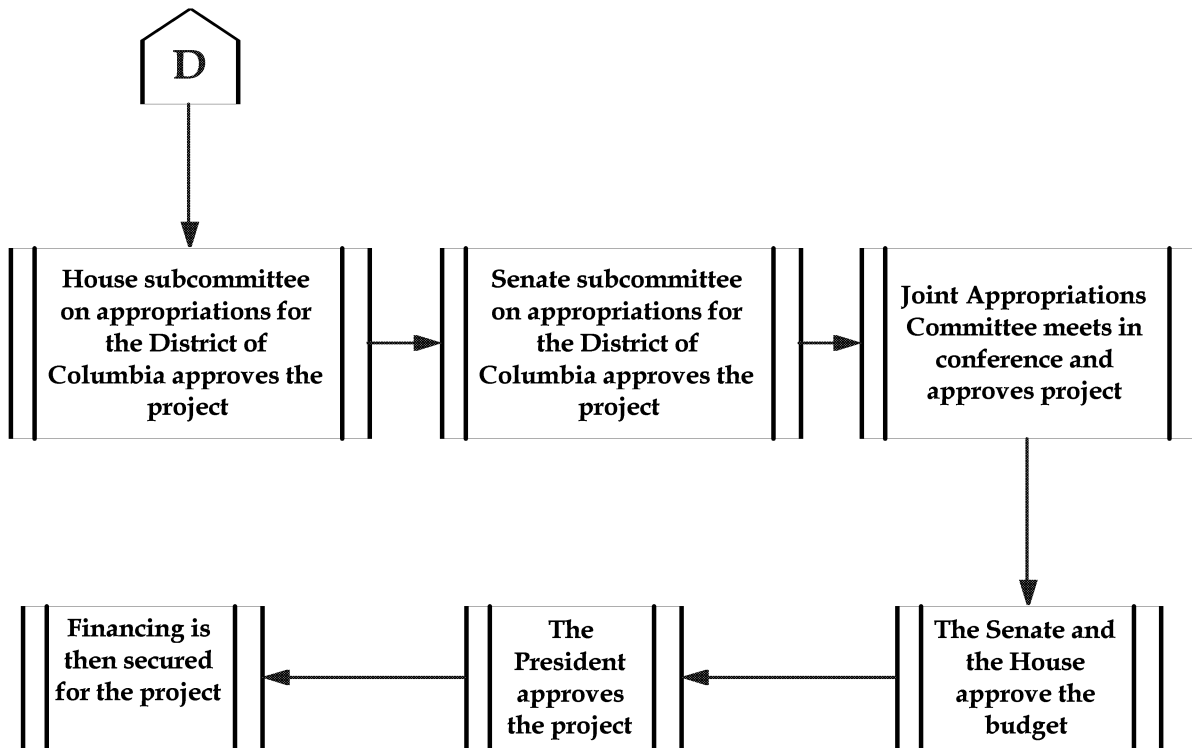 D
House subcommittee
on appropriations for
the District of
Columbia approves the
project
Senate subcommittee
on appropriations for
the District of
Columbia approves the
project
Joint Appropriations
Committee meets in
conference and
approves project
The Senate and
the House
approve the
budget
The
President
approves
the project
Financing is
then secured
for the project